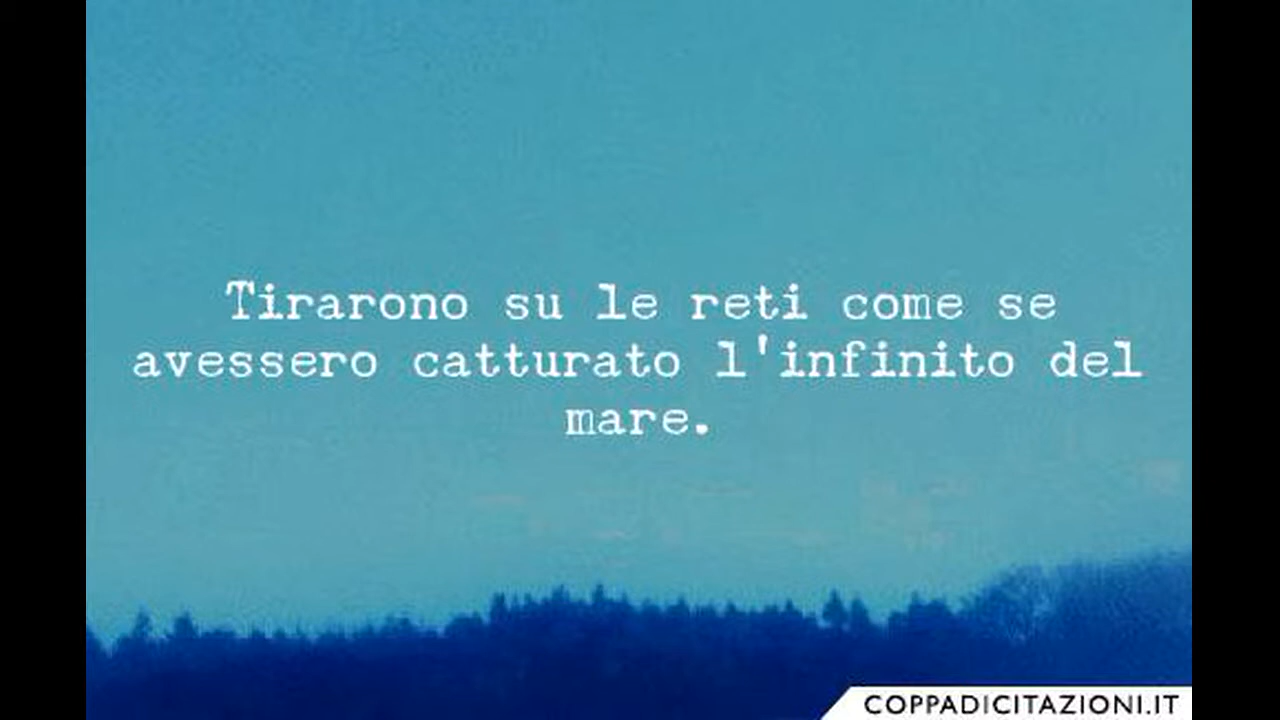 Tirarono su le reti come se
avessero catturato l'infinito del
mare.
COPPADICITAZIONI.IT